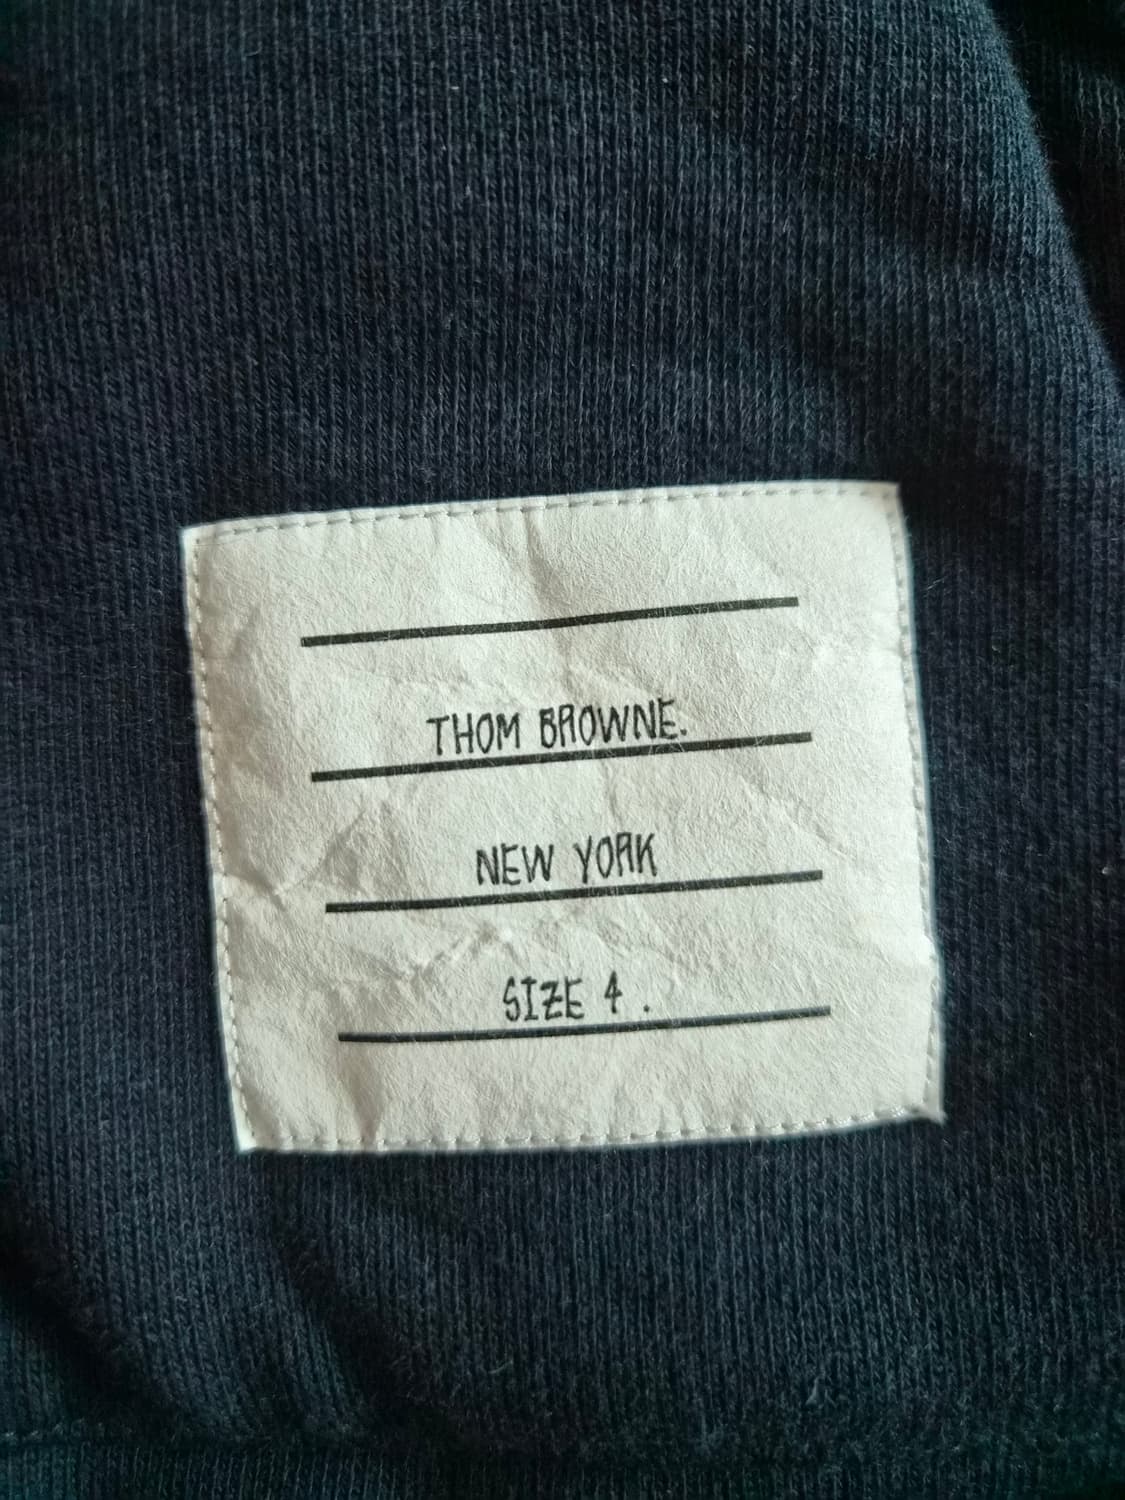 THOM BROWNE.
NEW YORK
SIZE 4 .